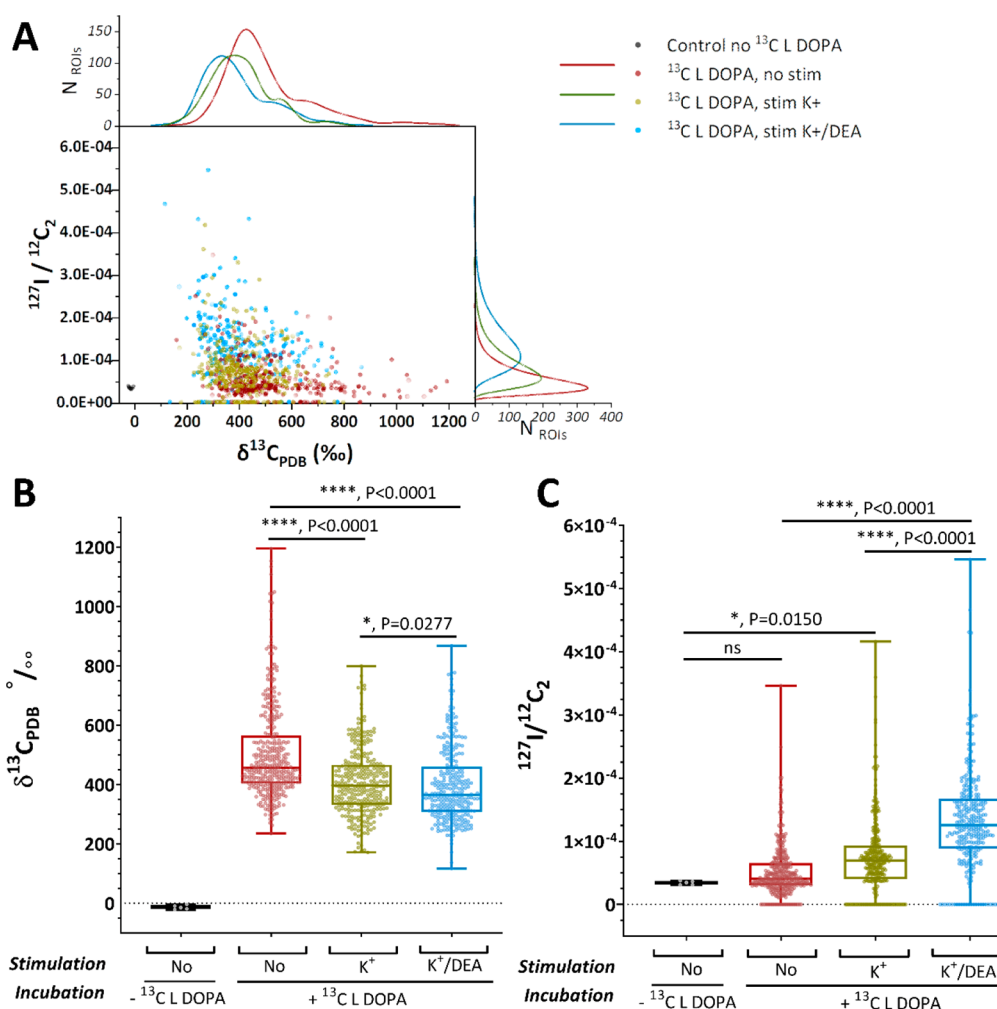 A
N ROIs
150
100
50
0
Control no ¹³C L DOPA
¹³C L DOPA, no stim
¹³C L DOPA, stim K+
¹³C L DOPA, stim K+/DEA
¹²⁷I / ¹²C₂
6.0E-04
5.0E-04
4.0E-04
3.0E-04
2.0E-04
1.0E-04
0.0E+00
0 200 400 600 800 1000 1200
δ¹³C_PDB (‰)
0 100 200 300 400
N ROIs
B
****, P<0.0001
****, P<0.0001
*, P=0.0277
δ¹³C_PDB °/∘∘
1200
1000
800
600
400
200
0
Stimulation No No K⁺ K⁺/DEA
Incubation - ¹³C L DOPA + ¹³C L DOPA
C
****, P<0.0001
****, P<0.0001
*, P=0.0150
ns
¹²⁷I/¹²C₂
6×10⁻⁴
5×10⁻⁴
4×10⁻⁴
3×10⁻⁴
2×10⁻⁴
1×10⁻⁴
0
Stimulation No No K⁺ K⁺/DEA
Incubation - ¹³C L DOPA + ¹³C L DOPA